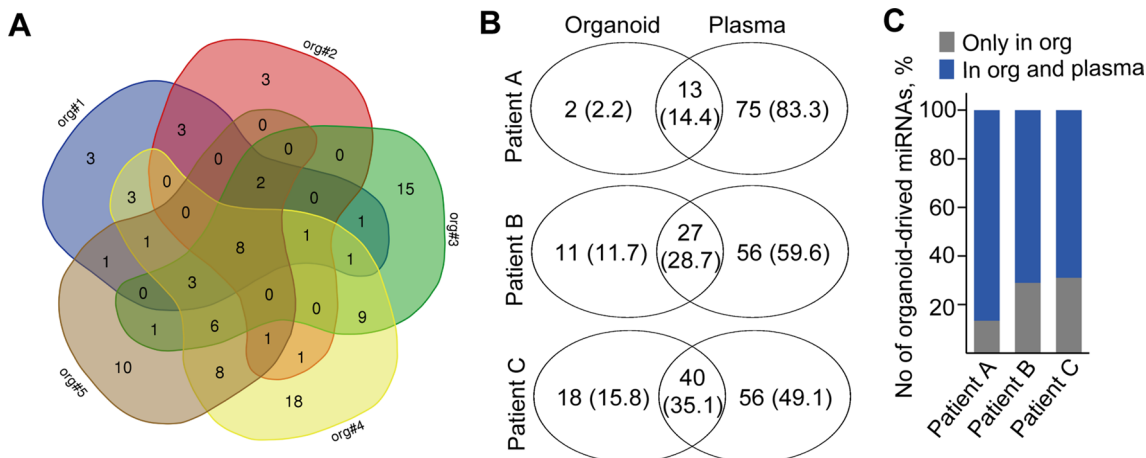 A
org#1
org#2
org#3
org#4
org#5
3
3
0
3
0
0
0
3
0
2
0
15
0
1
1
8
1
1
1
3
0
0
0
9
1
6
1
1
10
8
18
B
Organoid Plasma
Patient A
2 (2.2)
13
(14.4)
75 (83.3)
Patient B
11 (11.7)
27
(28.7)
56 (59.6)
Patient C
18 (15.8)
40
(35.1)
56 (49.1)
C
Only in org
In org and plasma
No of organoid-drived miRNAs, %
100
80
60
40
20
Patient A
Patient B
Patient C